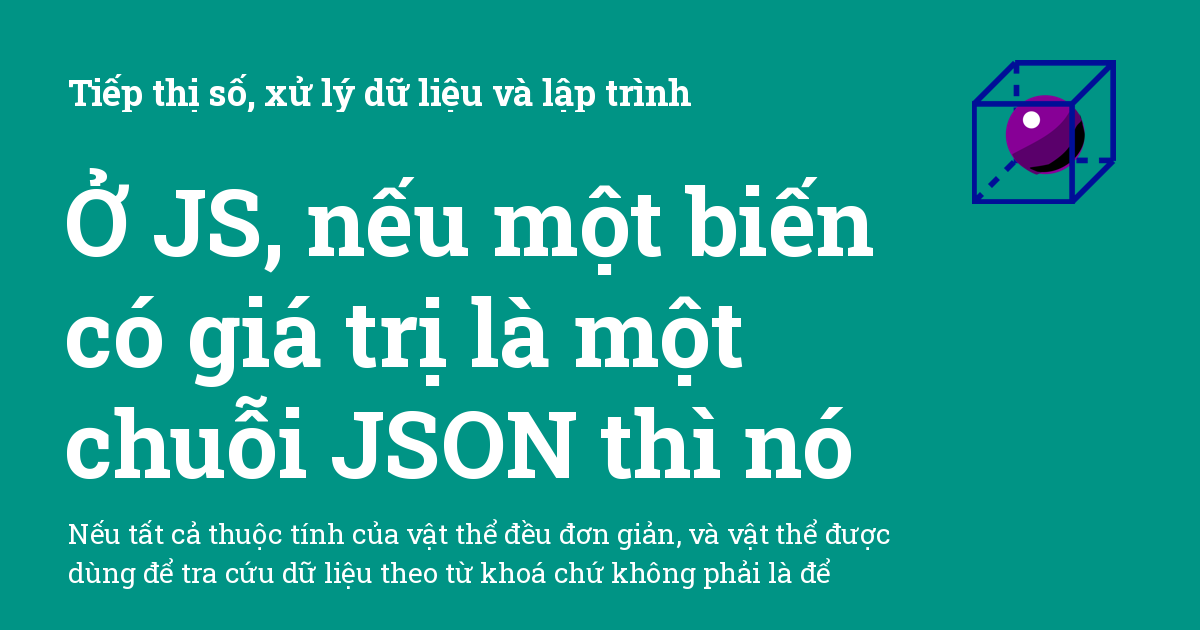 Tiếp thị số, xử lý dữ liệu và lập trình
Ở JS, nếu một biến
có giá trị là một
chuỗi JSON thì nó
Nếu tất cả thuộc tính của vật thể đều đơn giản, và vật thể được
dùng để tra cứu dữ liệu theo từ khoá chứ không phải là để